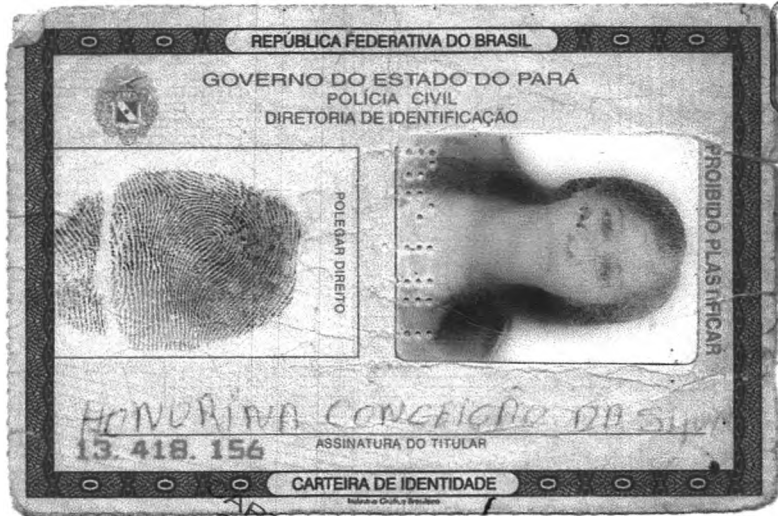 REPÚBLICA FEDERATIVA DO BRASIL
GOVERNO DO ESTADO DO PARÁ
POLÍCIA CIVIL
DIRETORIA DE IDENTIFICAÇÃO
POLEGAR DIREITO
PROIBIDO PLASTIFICAR
HONORINA CONCEIÇÃO DA
13. 418. 156
ASSINATURA DO TITULAR
CARTEIRA DE IDENTIDADE